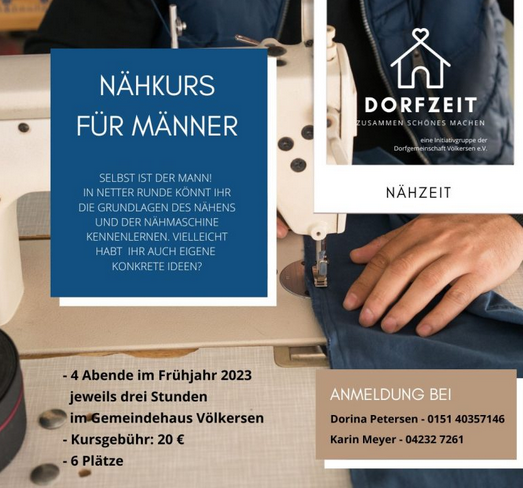 NÄHKURS
FÜR MÄNNER
SELBST IST DER MANN!
IN NETTER RUNDE KÖNNT IHR
DIE GRUNDLAGEN DES NÄHENS
UND DER NÄHMASCHINE
KENNENLERNEN. VIELLEICHT
HABT IHR AUCH EIGENE
KONKRETE IDEEN?
DORFZEIT
ZUSAMMEN SCHÖNES MACHEN
eine Initiativgruppe der
Dorfgemeinschaft Völkersen e.V.
NÄHZEIT
- 4 Abende im Frühjahr 2023
jeweils drei Stunden
im Gemeindehaus Völkersen
- Kursgebühr: 20 €
- 6 Plätze
ANMELDUNG BEI
Dorina Petersen - 0151 40357146
Karin Meyer - 04232 7261